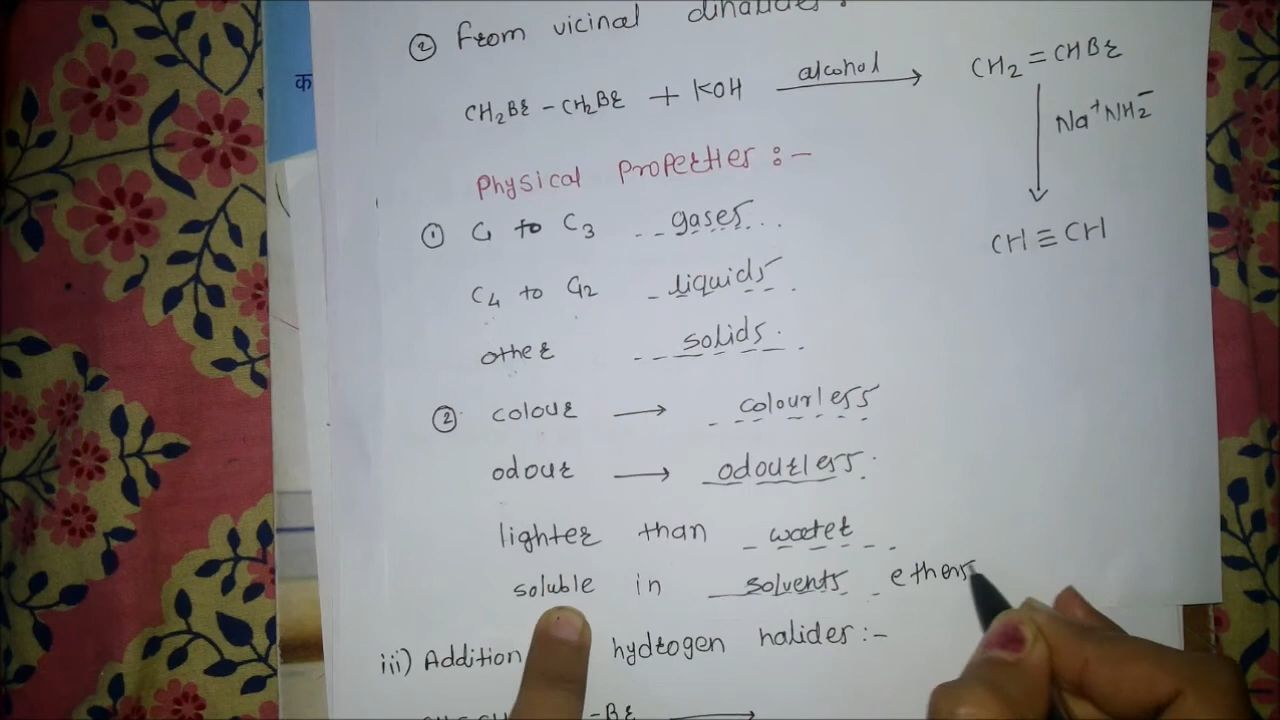 ② From vicinal dihalides :
क
CH₂Br – CH₂Br + KOH alcohol → CH₂ = CHBr
Na⁺NH₂⁻
Physical Properties :–
① C₁ to C₃ gases
CH ≡ CH
C₄ to C₁₂ liquids
other solids
② colour → colourless
odour → odourless
lighter than water
soluble in solvents ethers
iii) Addition hydrogen halides :–
– Br →